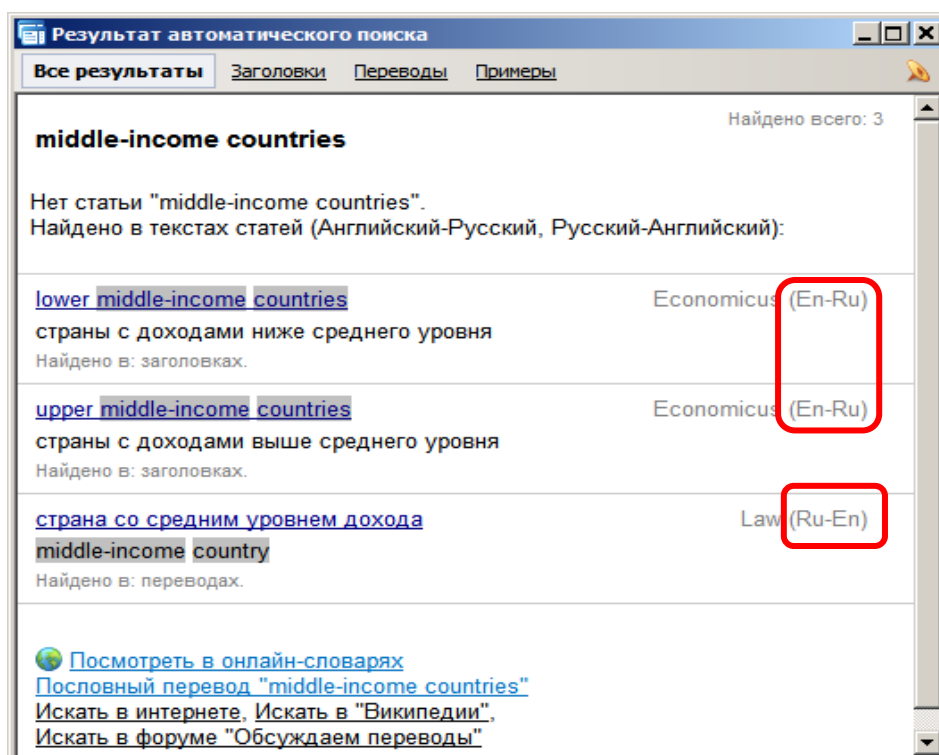 Результат автоматического поиска
Все результаты Заголовки Переводы Примеры
Найдено всего: 3
middle-income countries
Нет статьи "middle-income countries".
Найдено в текстах статей (Английский-Русский, Русский-Английский):
lower middle-income countries Economicus (En-Ru)
страны с доходами ниже среднего уровня
Найдено в: заголовках.
upper middle-income countries Economicus (En-Ru)
страны с доходами выше среднего уровня
Найдено в: заголовках.
страна со средним уровнем дохода Law (Ru-En)
middle-income country
Найдено в: переводах.
Посмотреть в онлайн-словарях
Пословный перевод "middle-income countries"
Искать в интернете, Искать в "Википедии",
Искать в форуме "Обсуждаем переводы"